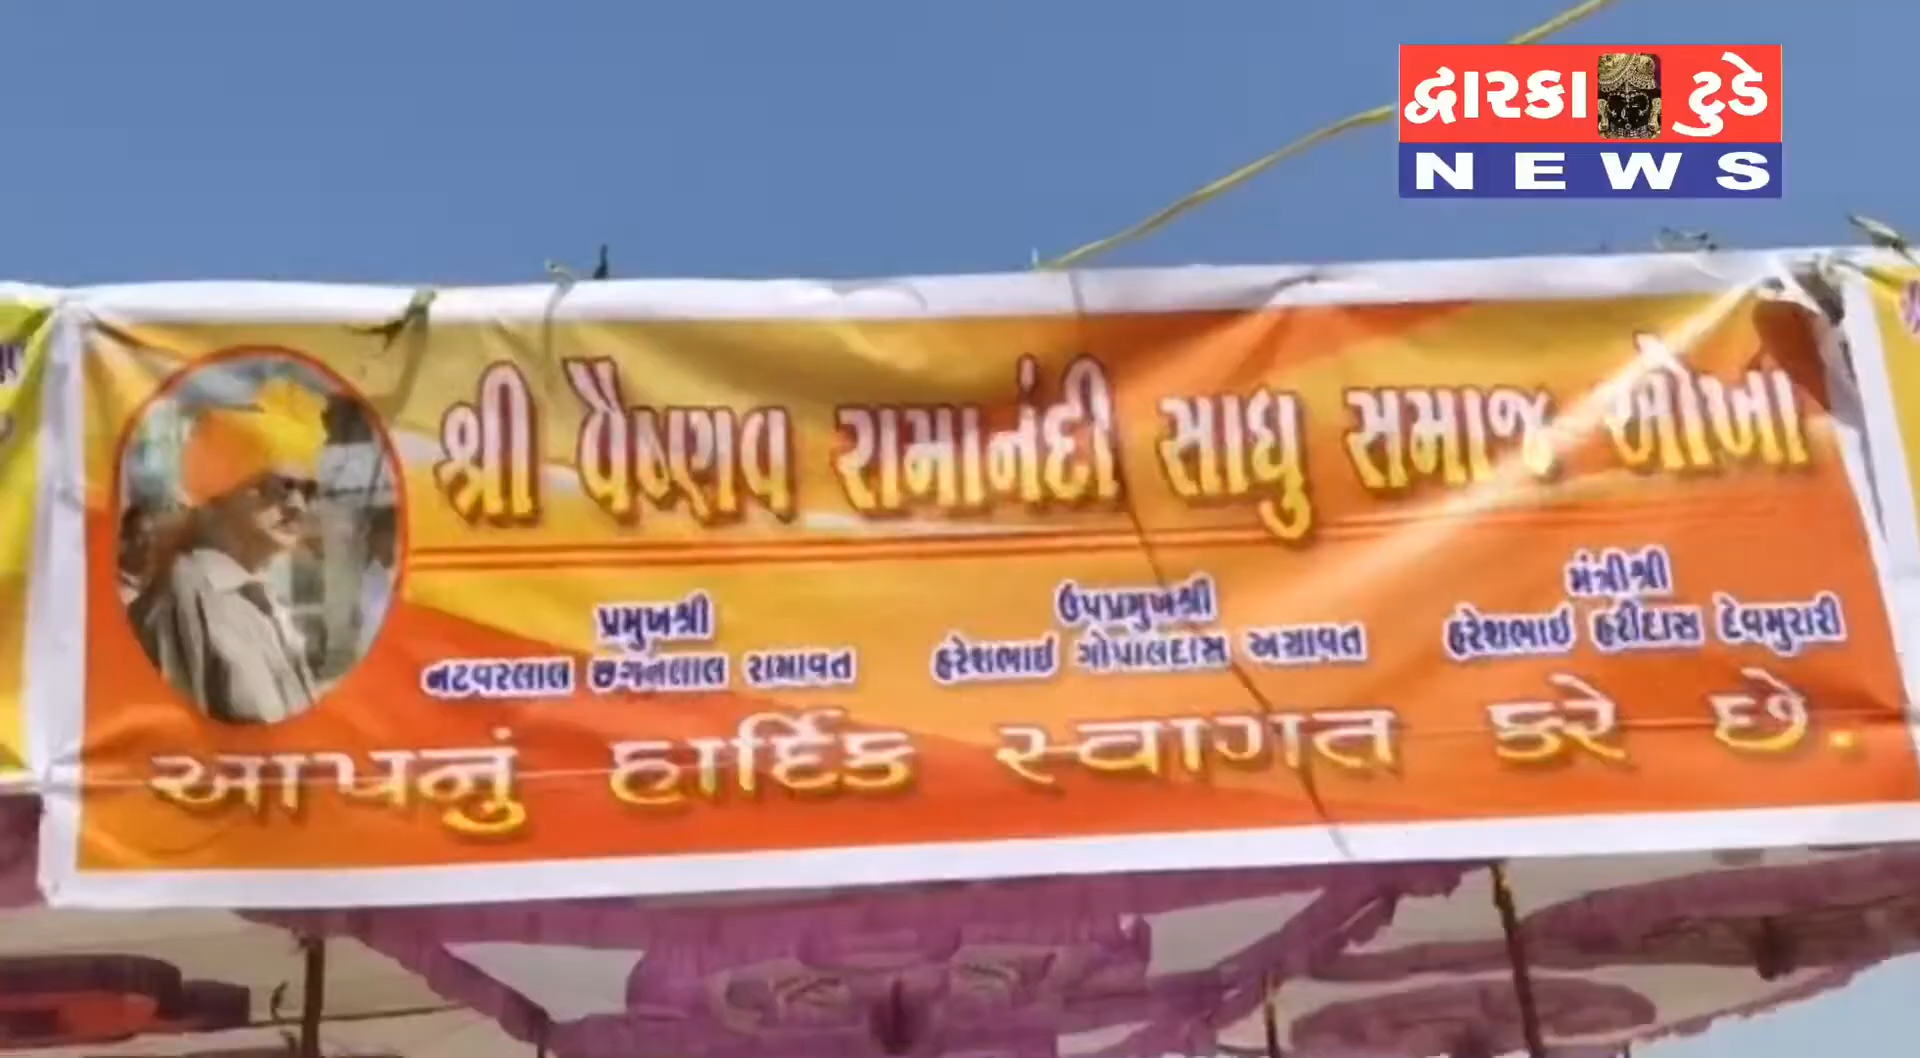 દ્વારકા ટુડે
NEWS
શ્રી વૈષ્ણવ રામાનંદી સાધુ સમાજ ઓખા
પ્રમુખશ્રી
નટવરલાલ છગનલાલ રામાવત
ઉપપ્રમુખશ્રી
હરેશભાઈ ગોપાલદાસ અગ્રાવત
મંત્રીશ્રી
હરેશભાઈ હરીદાસ દેવમુરારી
આપનું હાર્દિક સ્વાગત કરે છે.